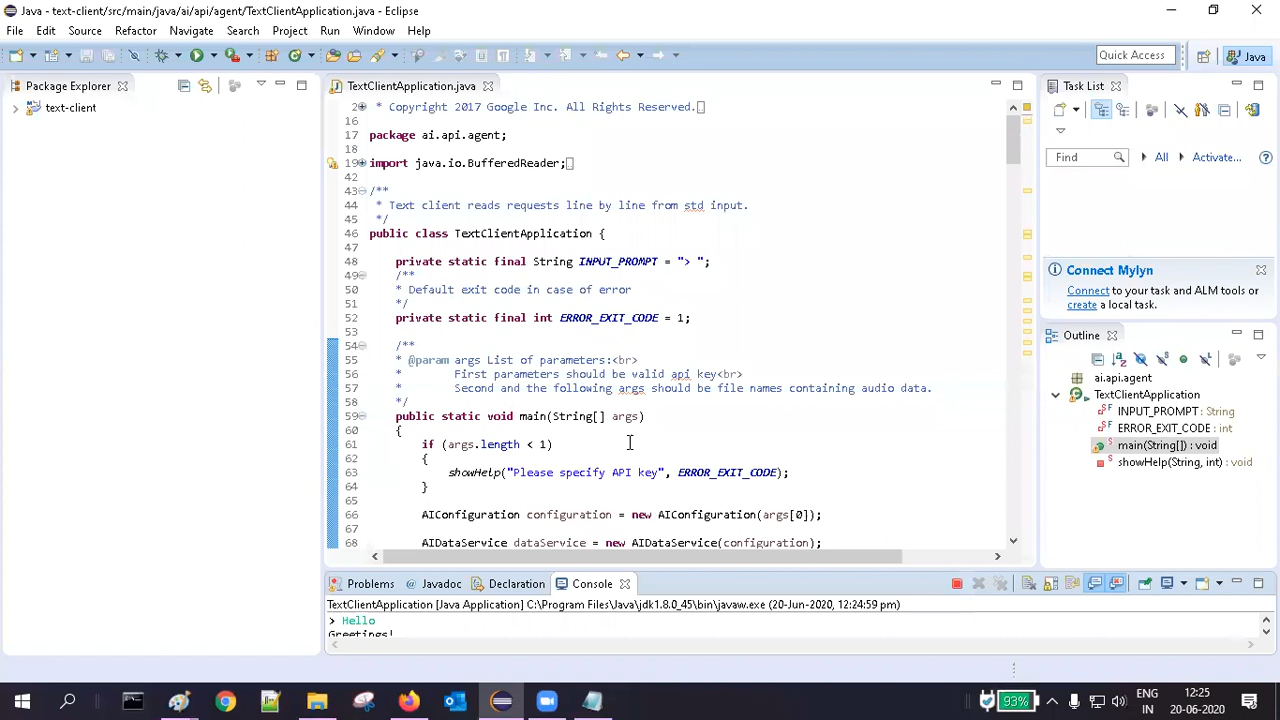 Java - text-client/src/main/java/ai/api/agent/TextClientApplication.java - Eclipse
File Edit Source Refactor Navigate Search Project Run Window Help
Quick Access
Java
Package Explorer
text-client
TextClientApplication.java
2 * Copyright 2017 Google Inc. All Rights Reserved.
16
17 package ai.api.agent;
18
19 import java.io.BufferedReader;
42
43 /**
44 * Text client reads requests line by line from std input.
45 */
46 public class TextClientApplication {
47
48 private static final String INPUT_PROMPT = "> ";
49 /**
50 * Default exit code in case of error
51 */
52 private static final int ERROR_EXIT_CODE = 1;
53
54 /**
55 * @param args List of parameters:<br>
56 First parameters should be valid api key<br>
57 Second and the following args should be file names containing audio data.
58 */
59 public static void main(String[] args)
60 {
61 if (args.length < 1)
62 {
63 showHelp("Please specify API key", ERROR_EXIT_CODE);
64 }
65
66 AIConfiguration configuration = new AIConfiguration(args[0]);
67
68 AIDataService dataService = new AIDataService(configuration);
Task List
Find All Activate...
Connect Mylyn
Connect to your task and ALM tools or
create a local task.
Outline
ai.api.agent
TextClientApplication
INPUT_PROMPT : String
ERROR_EXIT_CODE : int
main(String[]) : void
showHelp(String, int) : void
Problems Javadoc Declaration Console
TextClientApplication [Java Application] C:\Program Files\Java\jdk1.8.0_45\bin\javaw.exe (20-Jun-2020, 12:24:59 pm)
> Hello
Greetings!
93%
ENG
IN
12:25
20-06-2020